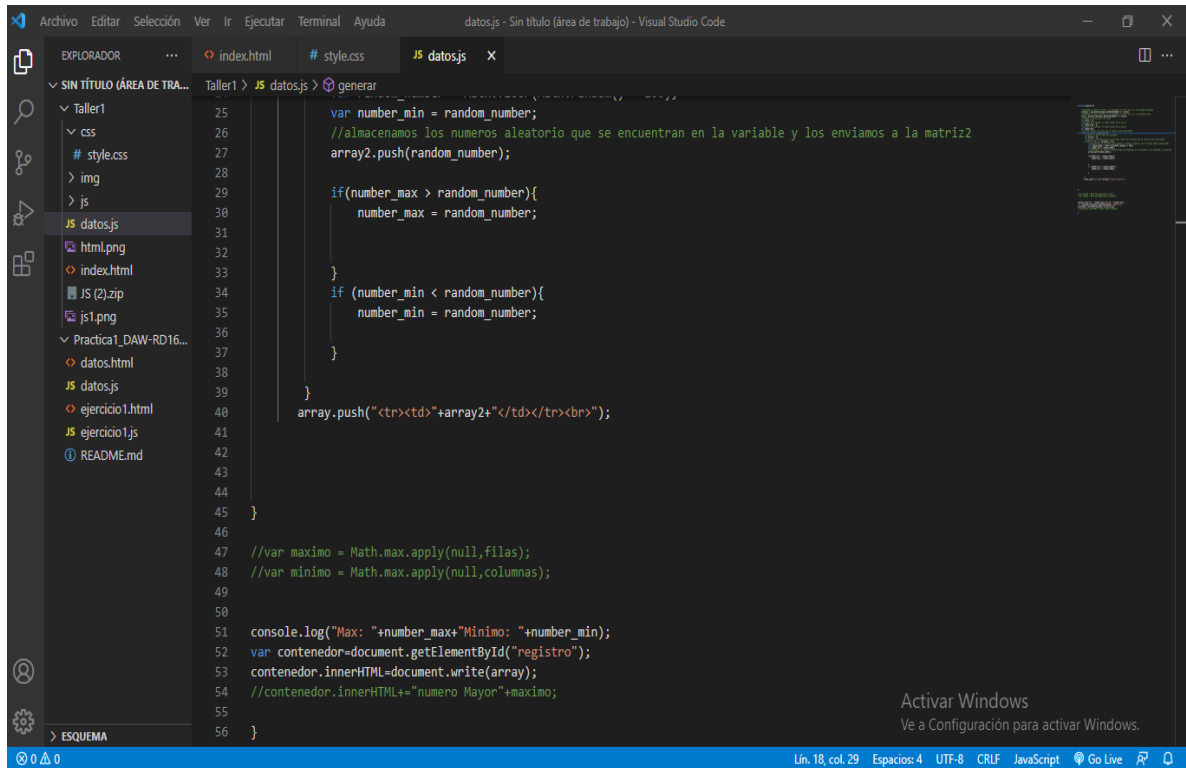 Archivo Editar Selección Ver Ir Ejecutar Terminal Ayuda datos.js - Sin título (área de trabajo) - Visual Studio Code
EXPLORADOR
SIN TÍTULO (ÁREA DE TRA...
Taller1
css
# style.css
img
js
JS datos.js
html.png
index.html
JS (2).zip
js1.png
Practica1_DAW-RD16...
datos.html
JS datos.js
ejercicio1.html
JS ejercicio1.js
README.md
ESQUEMA
index.html # style.css JS datos.js X
Taller1 > JS datos.js > generar
25 var number_min = random_number;
26 //almacenamos los numeros aleatorio que se encuentran en la variable y los enviamos a la matriz2
27 array2.push(random_number);
28
29 if(number_max > random_number){
30 number_max = random_number;
31
32
33 }
34 if (number_min < random_number){
35 number_min = random_number;
36
37 }
38
39 }
40 array.push("<tr><td>"+array2+"</td></tr><br>");
41
42
43
44
45 }
46
47 //var maximo = Math.max.apply(null,filas);
48 //var minimo = Math.max.apply(null,columnas);
49
50
51 console.log("Max: "+number_max+"Minimo: "+number_min);
52 var contenedor=document.getElementById("registro");
53 contenedor.innerHTML=document.write(array);
54 //contenedor.innerHTML+="numero Mayor"+maximo;
55
56 }
Activar Windows
Ve a Configuración para activar Windows.
0 0 Lín. 18, col. 29 Espacios: 4 UTF-8 CRLF JavaScript Go Live